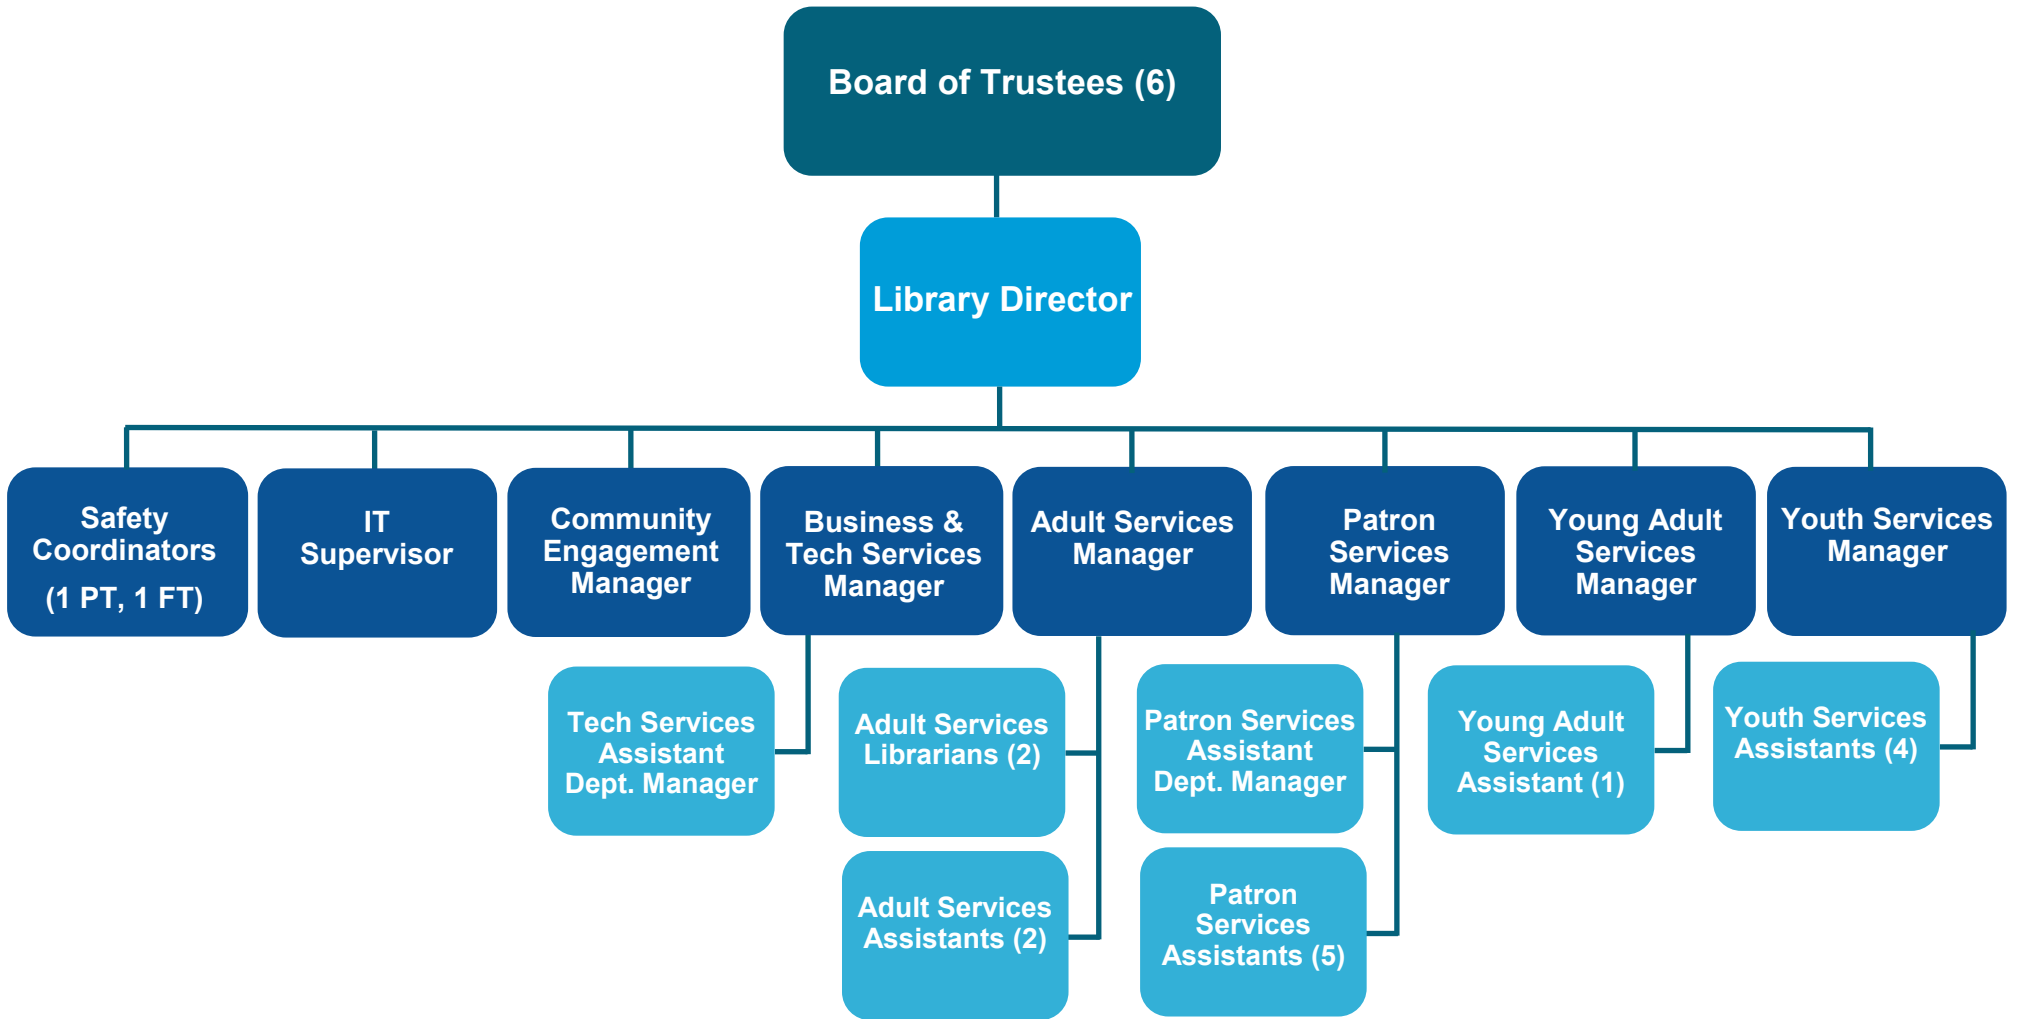 Board of Trustees (6)
Library Director
Safety
Coordinators
(1 PT, 1 FT)
IT
Supervisor
Community
Engagement
Manager
Business &
Tech Services
Manager
Adult Services
Manager
Patron
Services
Manager
Young Adult
Services
Manager
Youth Services
Manager
Tech Services
Assistant
Dept. Manager
Adult Services
Librarians (2)
Patron Services
Assistant
Dept. Manager
Young Adult
Services
Assistant (1)
Youth Services
Assistants (4)
Adult Services
Assistants (2)
Patron
Services
Assistants (5)